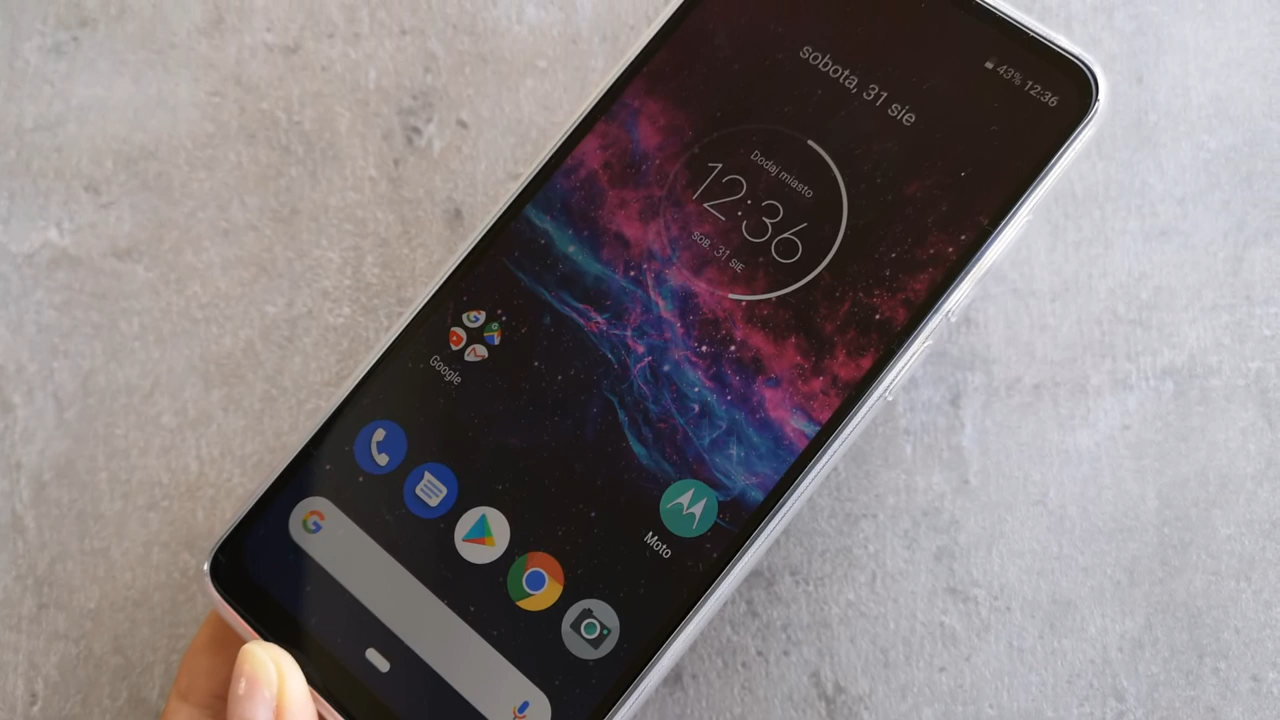 43% 12:36
sobota, 31 sie
Dodaj miasto
12:36
SOB., 31 SIE
Google
Moto